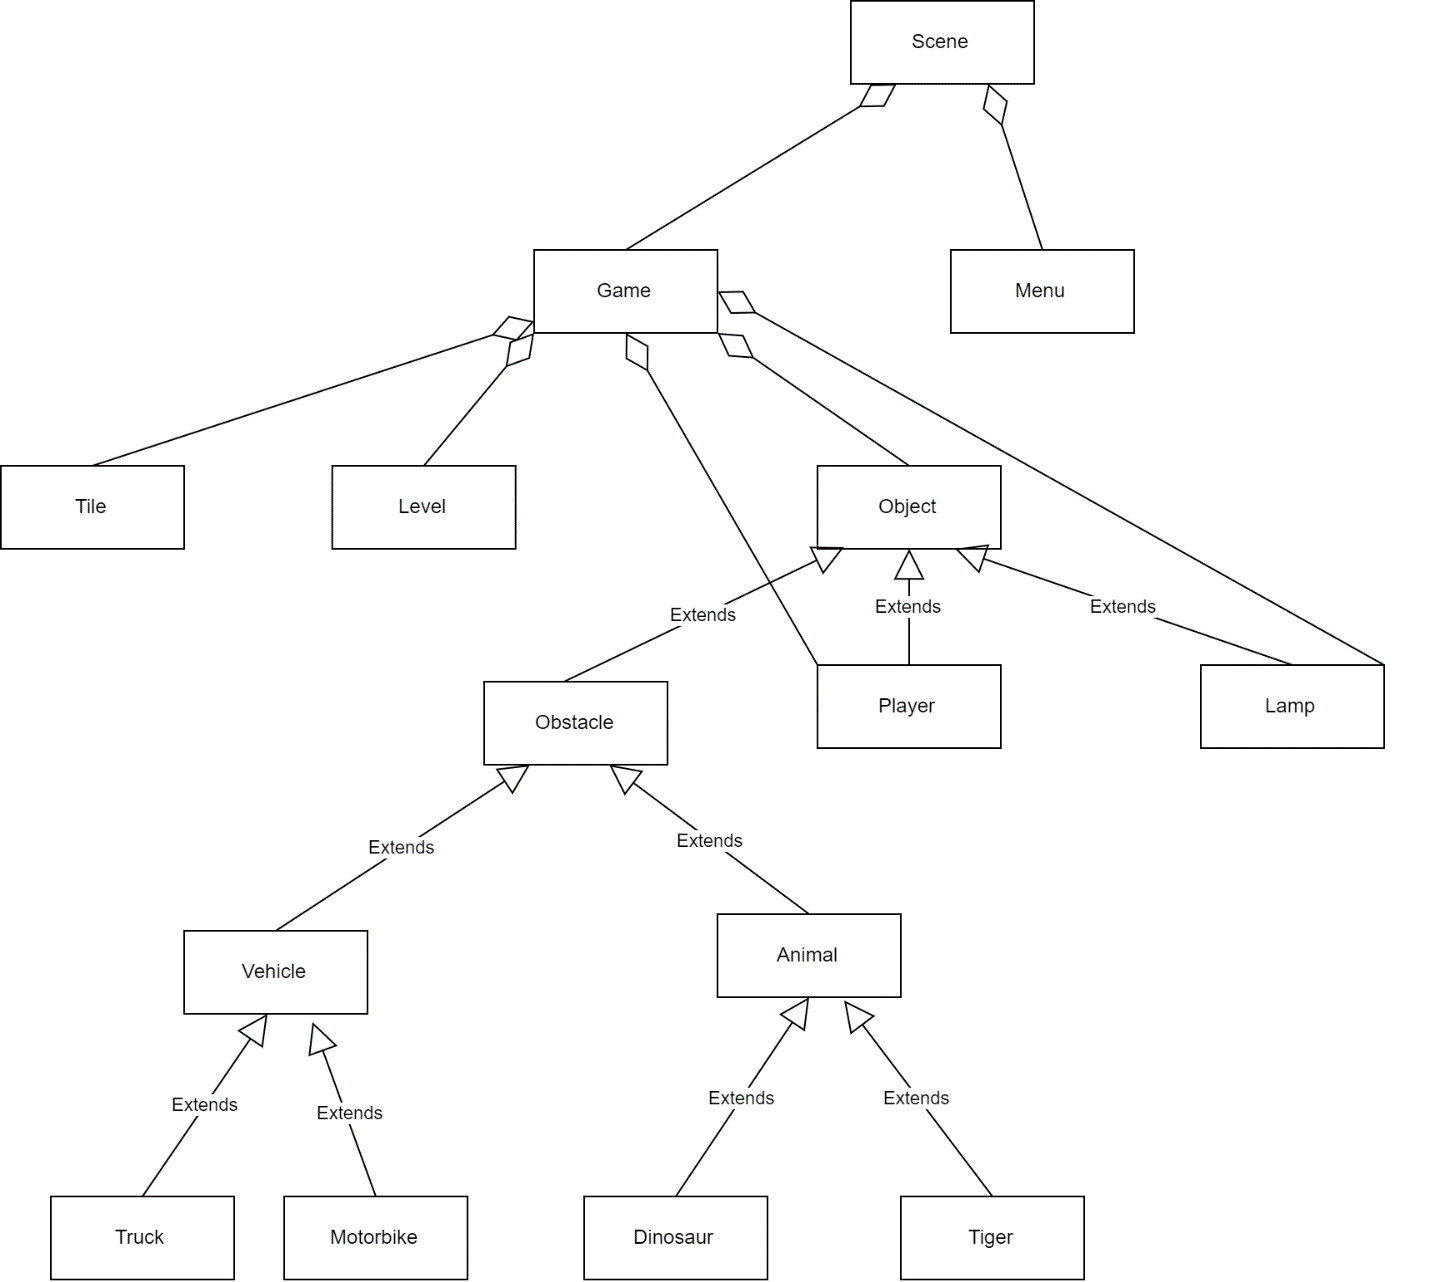 Scene
Game
Menu
Tile
Level
Object
Extends
Extends
Extends
Obstacle
Player
Lamp
Extends
Extends
Vehicle
Animal
Extends
Extends
Extends
Extends
Truck
Motorbike
Dinosaur
Tiger